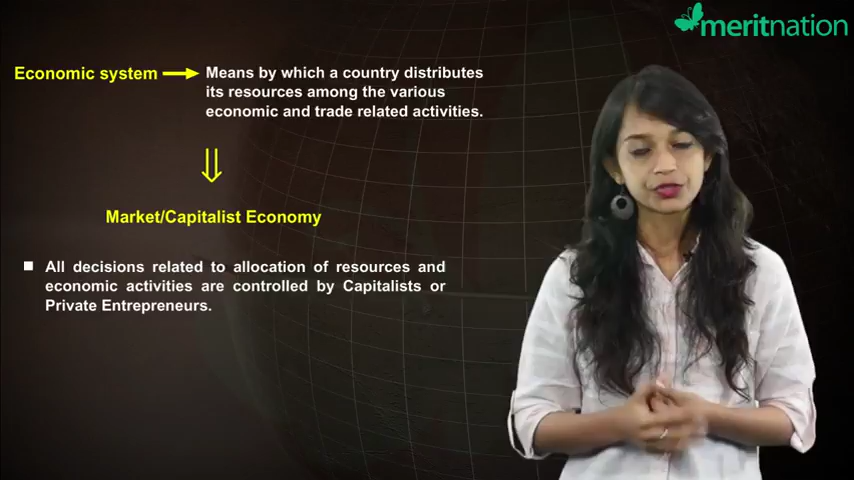 meritnation
Economic system
Means by which a country distributes
its resources among the various
economic and trade related activities.
Market/Capitalist Economy
All decisions related to allocation of resources and
economic activities are controlled by Capitalists or
Private Entrepreneurs.